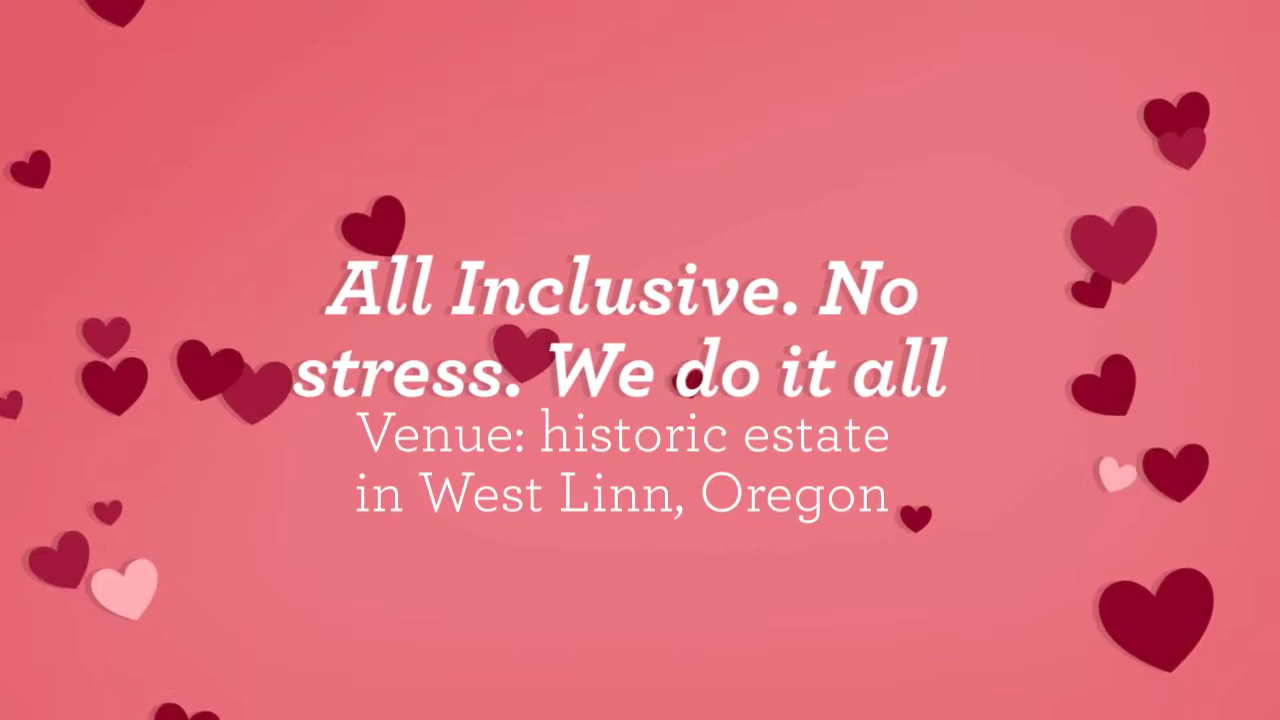 All Inclusive. No
stress. We do it all
Venue: historic estate
in West Linn, Oregon